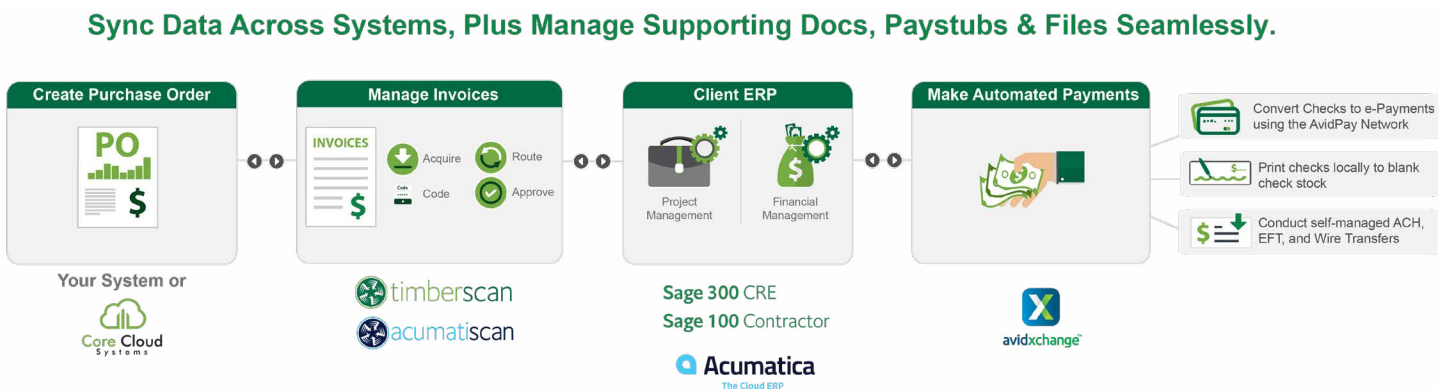 Sync Data Across Systems, Plus Manage Supporting Docs, Paystubs & Files Seamlessly.
Create Purchase Order
PO
$
Your System or
Core Cloud
Systams
Manage Invoices
INVOICES
$
Acquire
Route
Code
Code
Approve
timberscan
acumatiscan
Client ERP
$
Project
Management
Financial
Management
Sage 300 CRE
Sage 100 Contractor
Acumatica
The Cloud ERP
Make Automated Payments
$
X
avidxchange™
Convert Checks to e-Payments
using the AvidPay Network
$
Print checks locally to blank
check stock
$
Conduct self-managed ACH,
EFT, and Wire Transfers